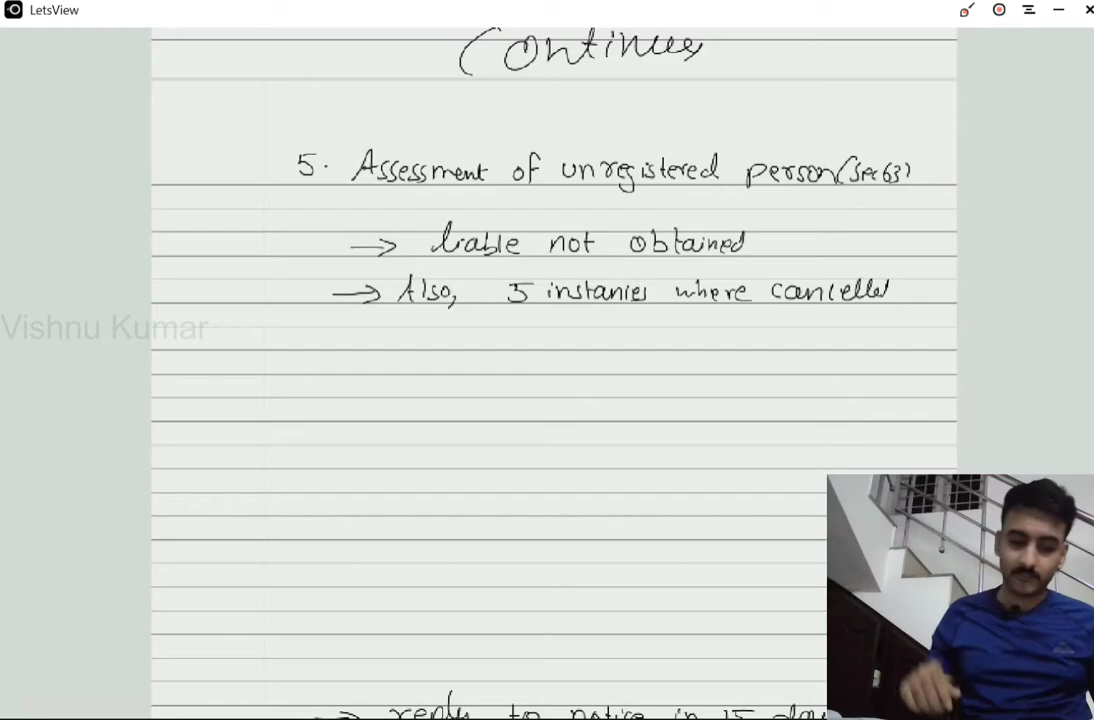 LetsView
Continues
5. Assessment of unregistered person (Sec 63)
→ liable not obtained
→ Also, 5 instances where cancelled
Vishnu Kumar
→ reply to notice in 15 day